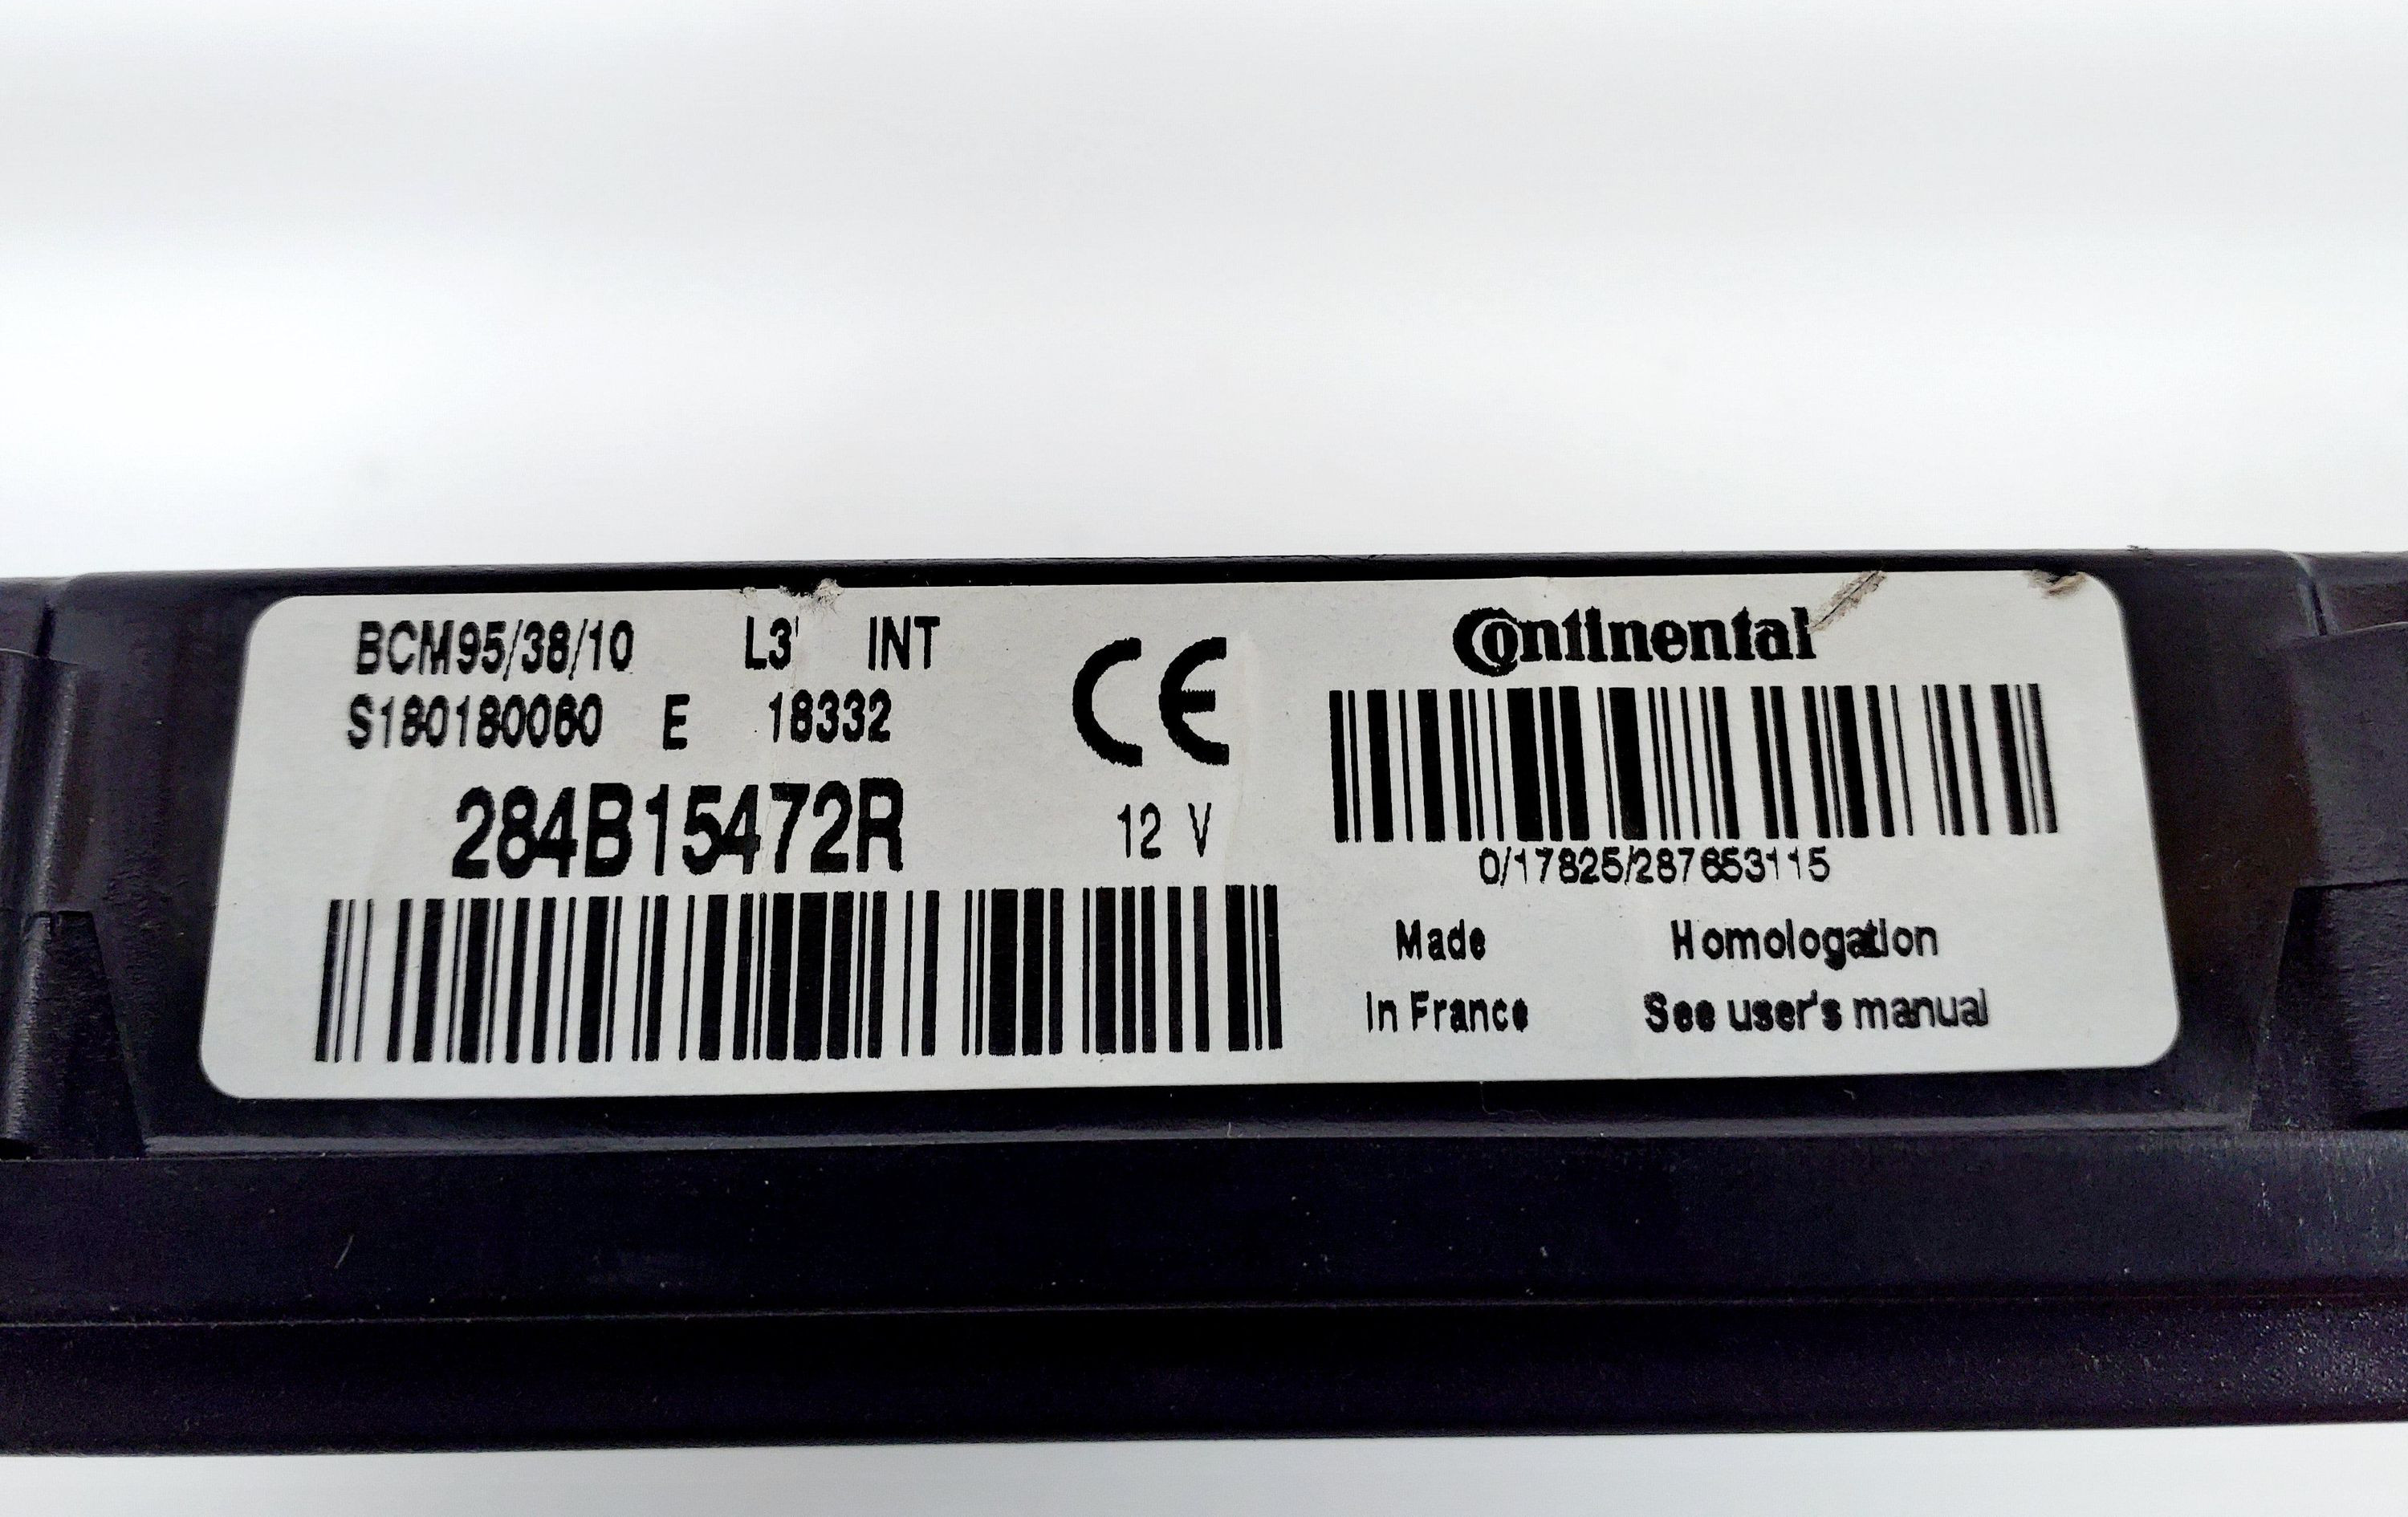 BCM95/38/10 L3 INT
S180180060 E 18332
284B15472R
CE
12 V
Continental
0/17825/287653115
Made
In France
Homologation
See user's manual